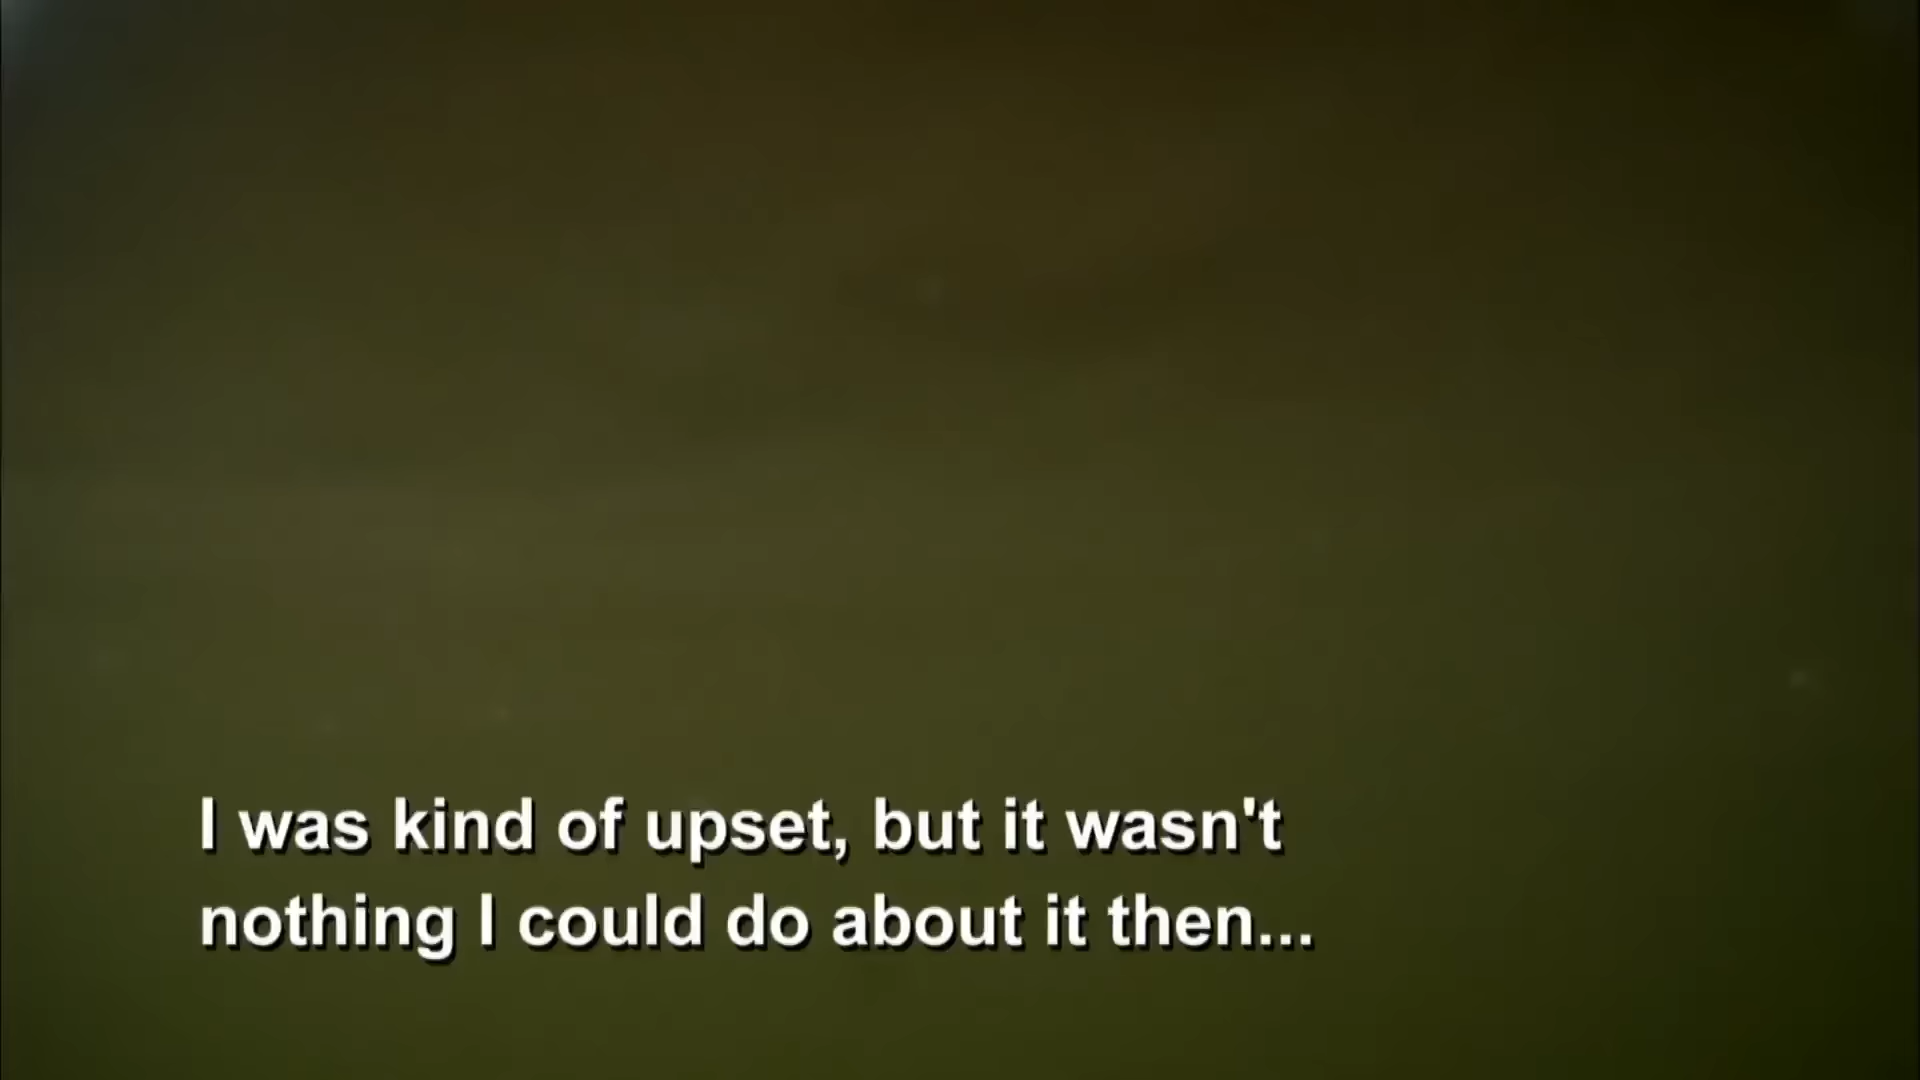 I was kind of upset, but it wasn't
nothing I could do about it then...